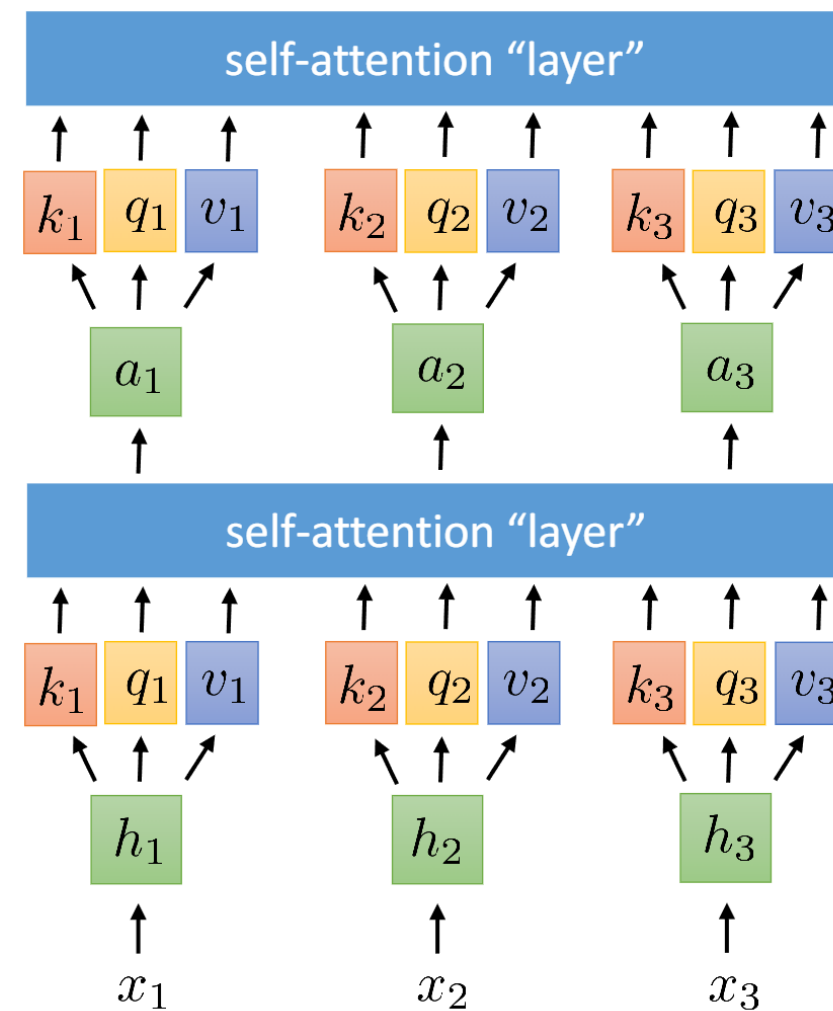 self-attention “layer”
k₁ q₁ v₁ k₂ q₂ v₂ k₃ q₃ v₃
a₁ a₂ a₃
self-attention “layer”
k₁ q₁ v₁ k₂ q₂ v₂ k₃ q₃ v₃
h₁ h₂ h₃
x₁ x₂ x₃